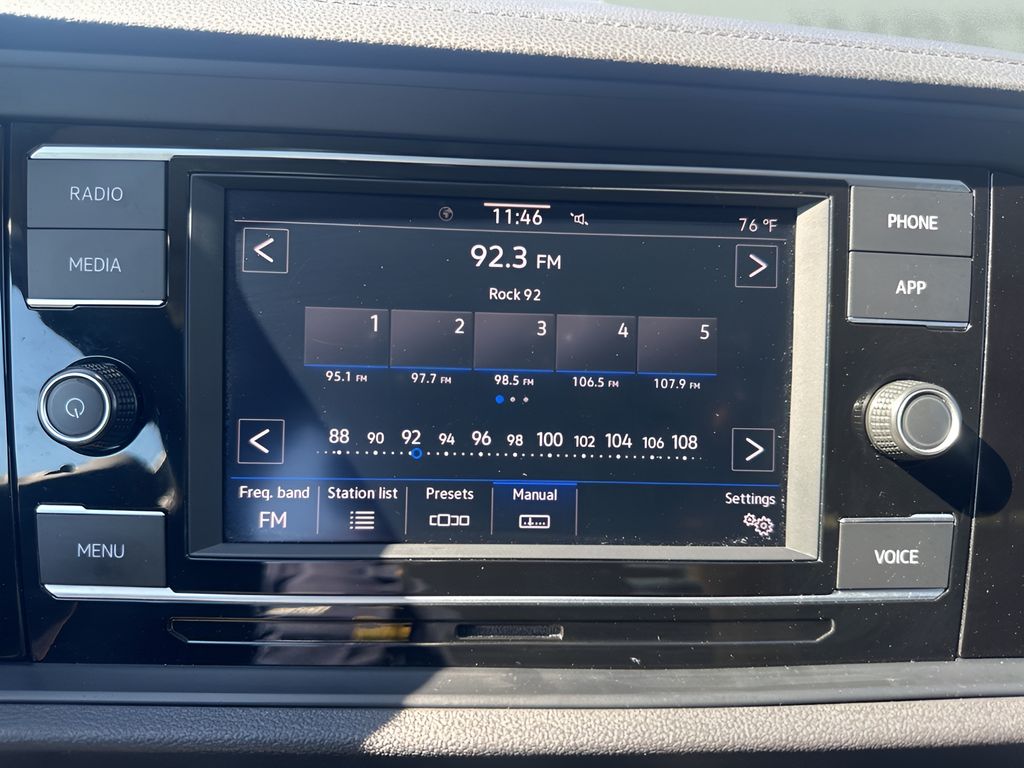 RADIO
MEDIA
MENU
11:46
76 °F
<
92.3 FM
>
Rock 92
1 2 3 4 5
95.1 FM 97.7 FM 98.5 FM 106.5 FM 107.9 FM
<
88 90 92 94 96 98 100 102 104 106 108
>
Freq. band Station list Presets Manual Settings
FM
PHONE
APP
VOICE